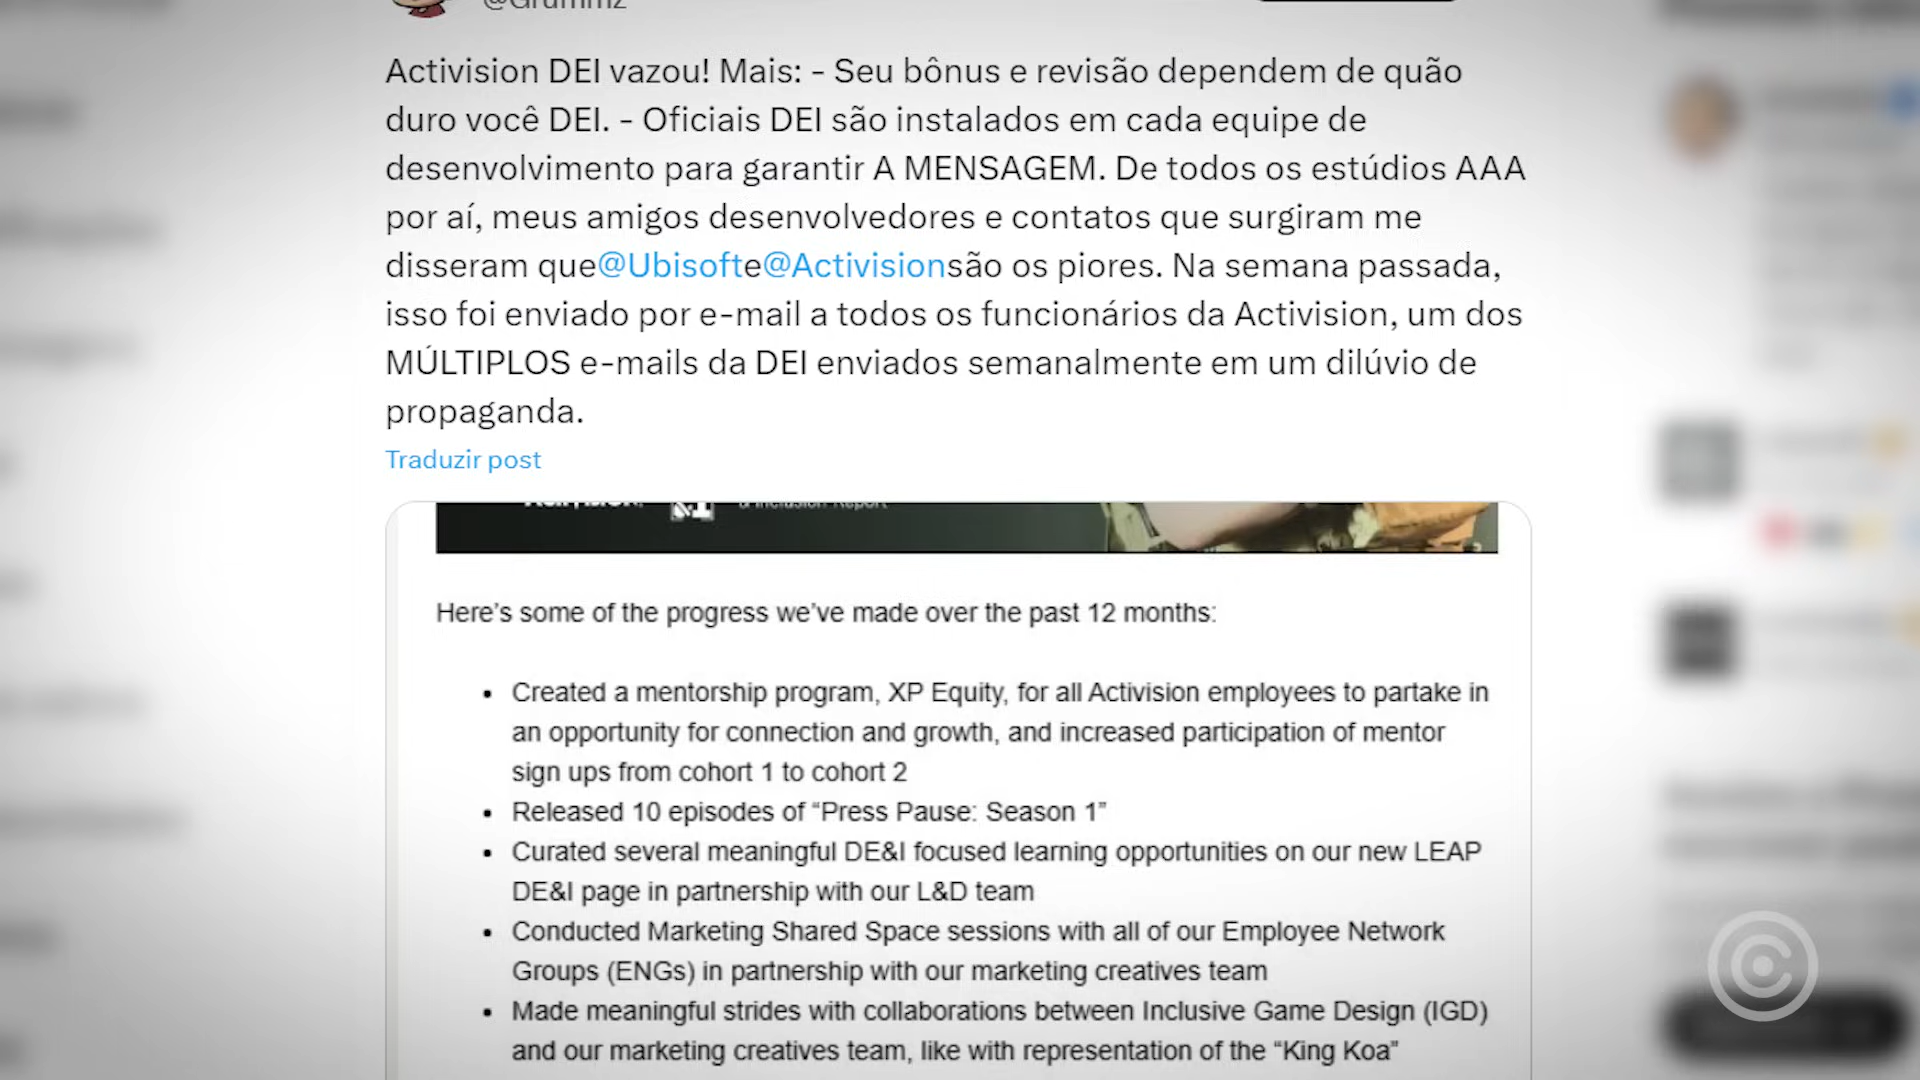 @Grummz
Activision DEI vazou! Mais: - Seu bônus e revisão dependem de quão
duro você DEI. - Oficiais DEI são instalados em cada equipe de
desenvolvimento para garantir A MENSAGEM. De todos os estúdios AAA
por aí, meus amigos desenvolvedores e contatos que surgiram me
disseram que@Ubisofte@Activisionsão os piores. Na semana passada,
isso foi enviado por e-mail a todos os funcionários da Activision, um dos
MÚLTIPLOS e-mails da DEI enviados semanalmente em um dilúvio de
propaganda.
Traduzir post
& Inclusion Report
Here's some of the progress we've made over the past 12 months:
• Created a mentorship program, XP Equity, for all Activision employees to partake in
an opportunity for connection and growth, and increased participation of mentor
sign ups from cohort 1 to cohort 2
• Released 10 episodes of “Press Pause: Season 1”
• Curated several meaningful DE&I focused learning opportunities on our new LEAP
DE&I page in partnership with our L&D team
• Conducted Marketing Shared Space sessions with all of our Employee Network
Groups (ENGs) in partnership with our marketing creatives team
• Made meaningful strides with collaborations between Inclusive Game Design (IGD)
and our marketing creatives team, like with representation of the “King Koa”